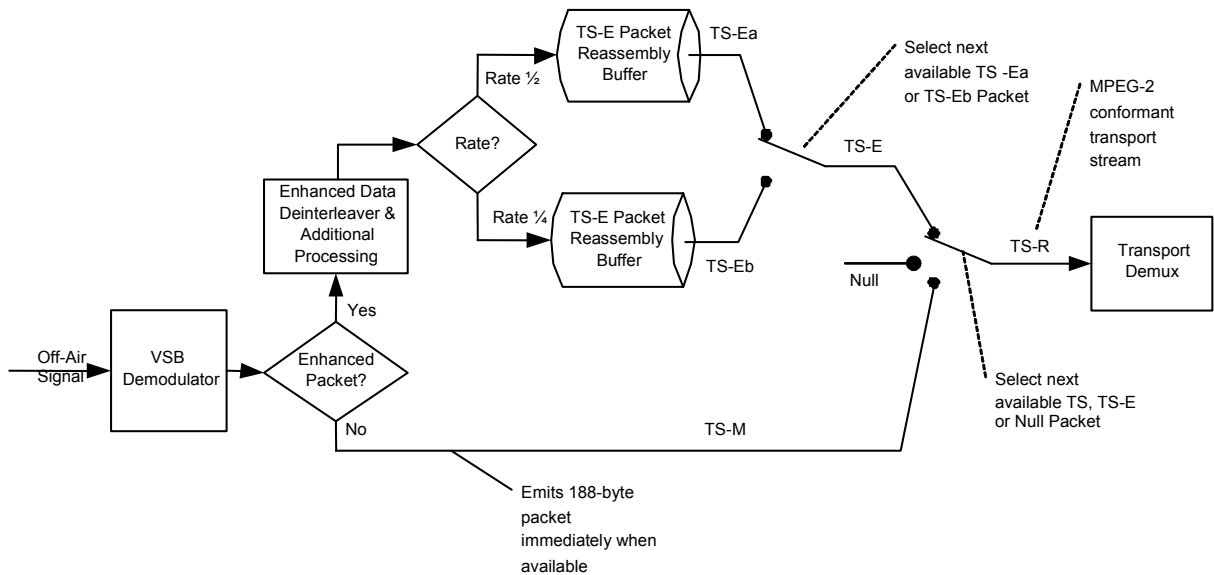 TS-E Packet
Reassembly
Buffer
TS-Ea
Select next
available TS -Ea
or TS-Eb Packet
MPEG-2
conformant
transport
stream
Rate ½
Rate?
TS-E
Enhanced Data
Deinterleaver &
Additional
Processing
Rate ¼
TS-E Packet
Reassembly
Buffer
TS-Eb
TS-R
Transport
Demux
Null
Yes
Off-Air
Signal
VSB
Demodulator
Enhanced
Packet?
No
TS-M
Select next
available TS, TS-E
or Null Packet
Emits 188-byte
packet
immediately when
available